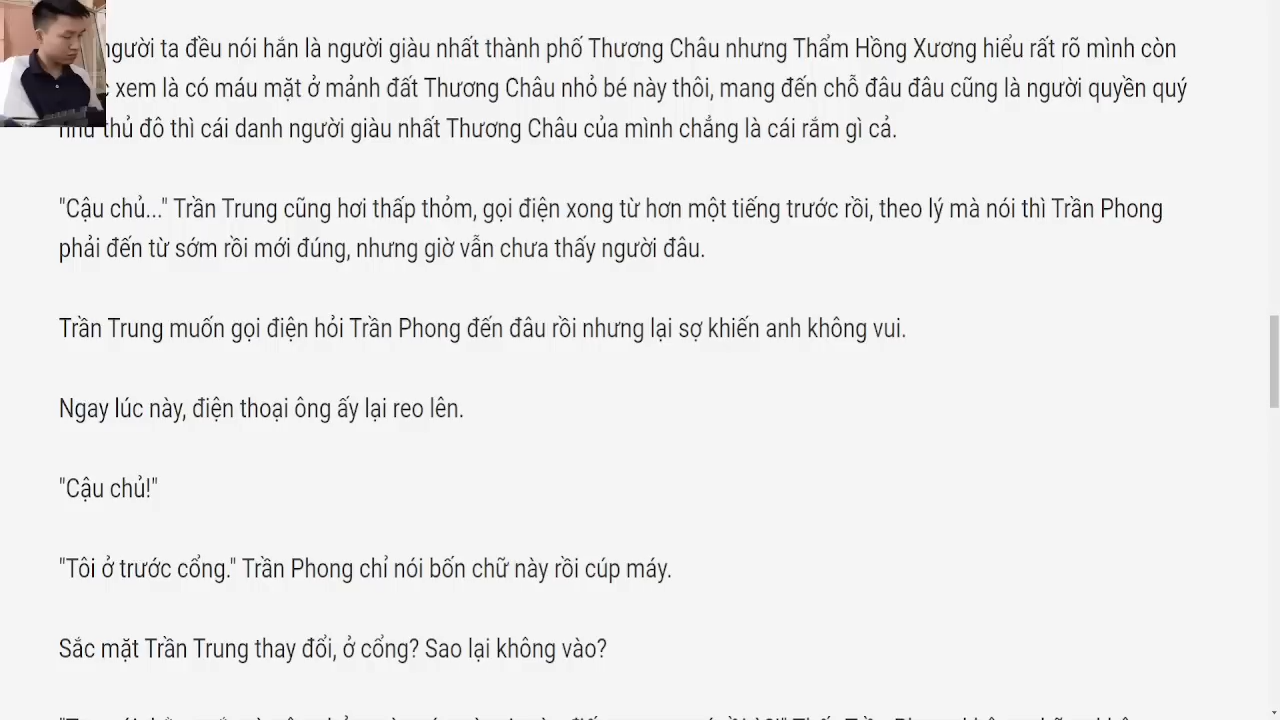 người ta đều nói hắn là người giàu nhất thành phố Thương Châu nhưng Thẩm Hồng Xương hiểu rất rõ mình còn
xem là có máu mặt ở mảnh đất Thương Châu nhỏ bé này thôi, mang đến chỗ đâu đâu cũng là người quyền quý
như thủ đô thì cái danh người giàu nhất Thương Châu của mình chẳng là cái rắm gì cả.
"Cậu chủ..." Trần Trung cũng hơi thấp thỏm, gọi điện xong từ hơn một tiếng trước rồi, theo lý mà nói thì Trần Phong
phải đến từ sớm rồi mới đúng, nhưng giờ vẫn chưa thấy người đâu.
Trần Trung muốn gọi điện hỏi Trần Phong đến đâu rồi nhưng lại sợ khiến anh không vui.
Ngay lúc này, điện thoại ông ấy lại reo lên.
"Cậu chủ!"
"Tôi ở trước cổng." Trần Phong chỉ nói bốn chữ này rồi cúp máy.
Sắc mặt Trần Trung thay đổi, ở cổng? Sao lại không vào?